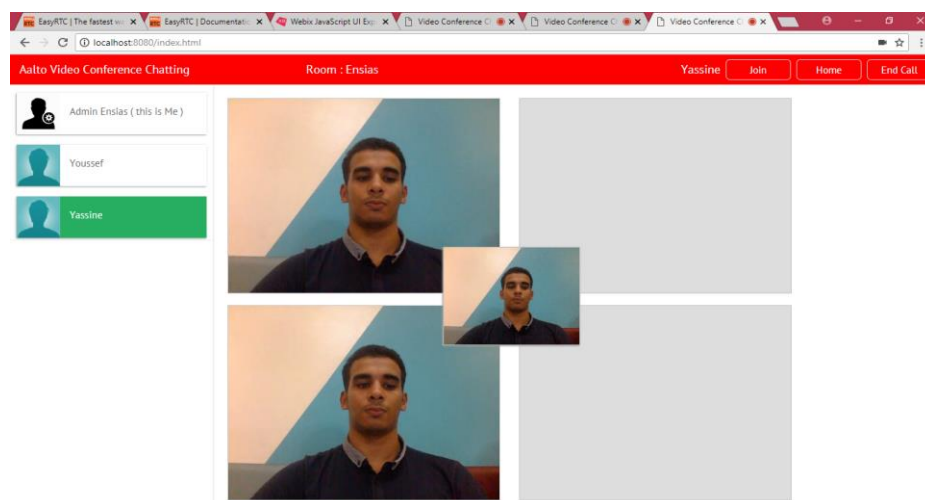 EasyRTC | The fastest w
EasyRTC | Documentatio
Webix JavaScript UI Exp
Video Conference C
Video Conference C
Video Conference C
localhost:8080/index.html
Aalto Video Conference Chatting
Room : Ensias
Yassine
Join
Home
End Call
Admin Ensias ( this is Me )
Youssef
Yassine